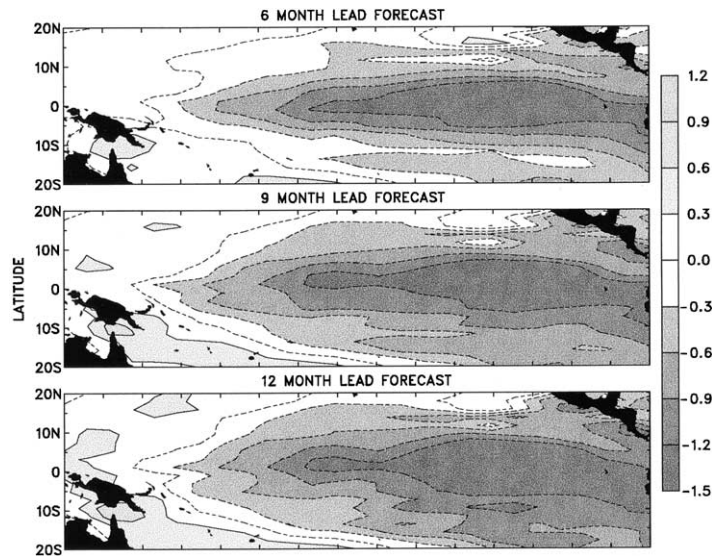 6 MONTH LEAD FORECAST
20N
10N
0
10S
20S
9 MONTH LEAD FORECAST
20N
10N
0
10S
20S
12 MONTH LEAD FORECAST
20N
10N
0
10S
20S
LATITUDE
1.2
0.9
0.6
0.3
0.0
-0.3
-0.6
-0.9
-1.2
-1.5